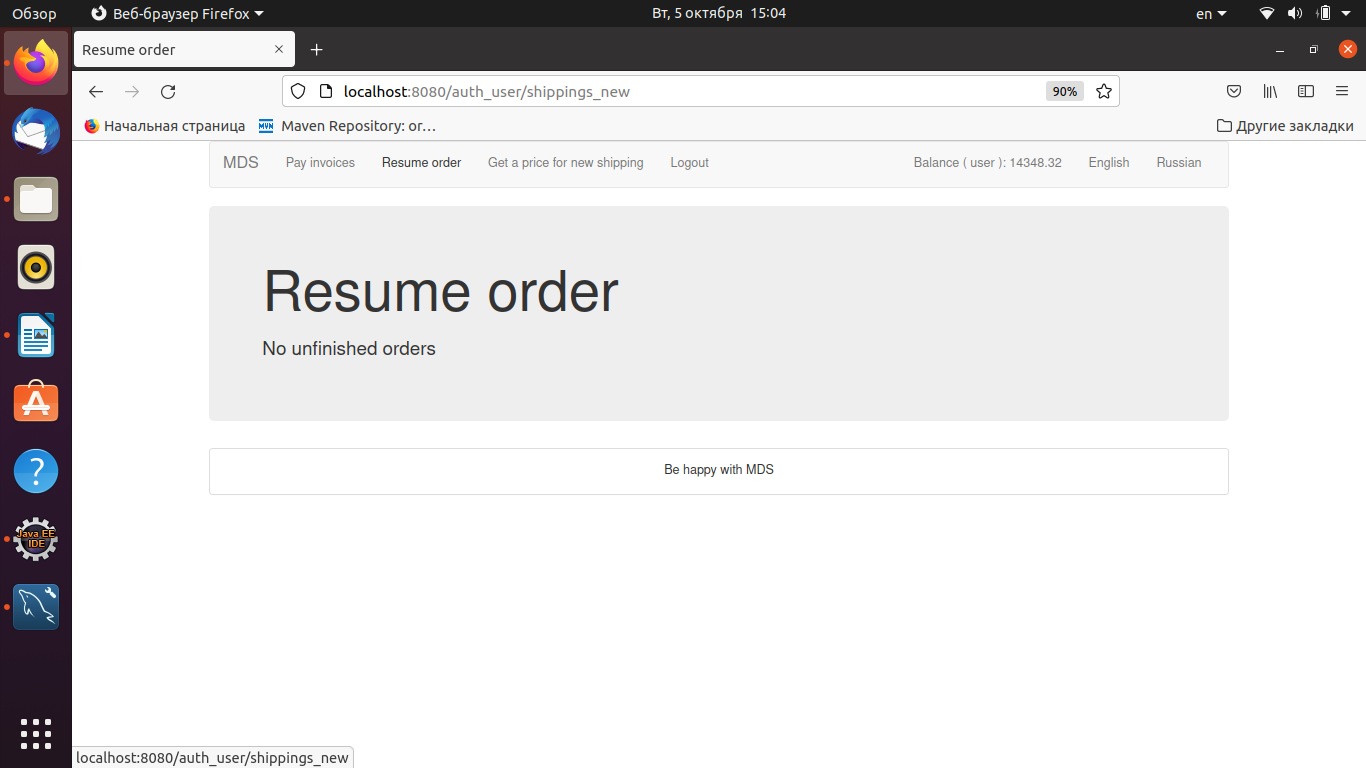 Обзор Веб-браузер Firefox Вт, 5 октября 15:04 en
Resume order
localhost:8080/auth_user/shippings_new 90%
Начальная страница Maven Repository: or… Другие закладки
MDS Pay invoices Resume order Get a price for new shipping Logout Balance ( user ): 14348.32 English Russian
Resume order
No unfinished orders
Be happy with MDS
Java EE
IDE
localhost:8080/auth_user/shippings_new